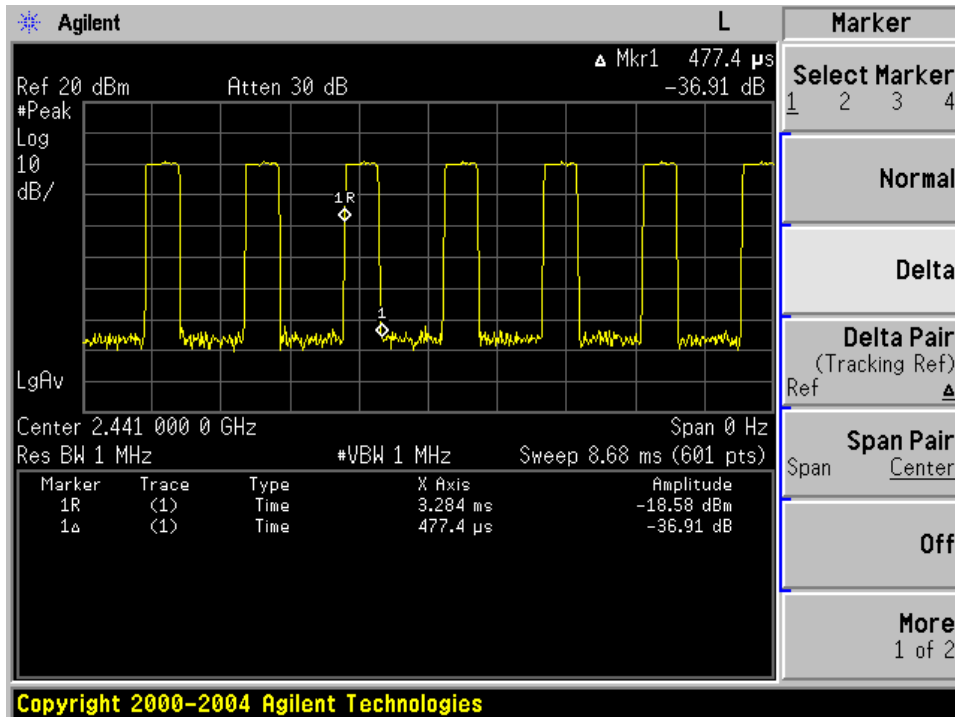 Agilent L Marker
Δ Mkr1 477.4 µs
Ref 20 dBm Atten 30 dB -36.91 dB
#Peak
Log
10
dB/
1R
1
LgAv
Center 2.441 000 0 GHz Span 0 Hz
Res BW 1 MHz #VBW 1 MHz Sweep 8.68 ms (601 pts)
Marker Trace Type X Axis Amplitude
1R (1) Time 3.284 ms -18.58 dBm
1Δ (1) Time 477.4 µs -36.91 dB
Select Marker
1 2 3 4
Normal
Delta
Delta Pair
(Tracking Ref)
Ref Δ
Span Pair
Span Center
Off
More
1 of 2
Copyright 2000-2004 Agilent Technologies